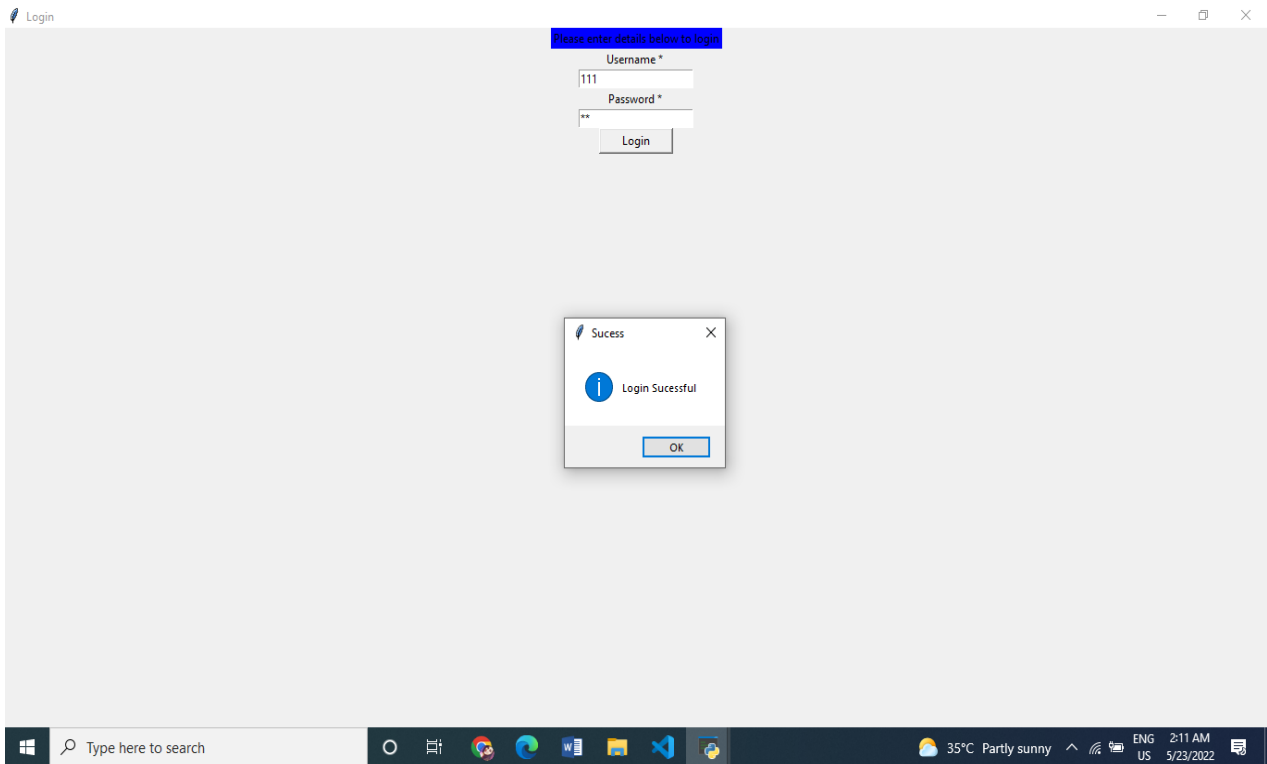 Login
Please enter details below to login
Username *
111
Password *
**
Login
Sucess
Login Sucessful
OK
Type here to search
35°C Partly sunny
ENG
US
2:11 AM
5/23/2022